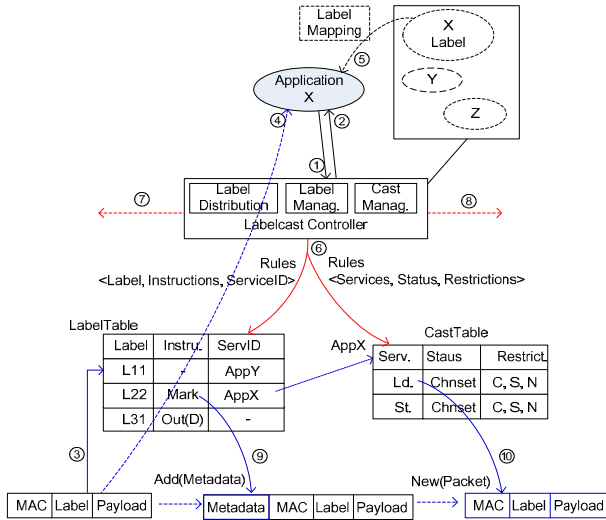 Label
Mapping
X
Label
Y
Z
⑤
Application
X
④
②
①
⑦
Label
Distribution
Label
Manag.
Cast
Manag.
Labelcast Controller
⑧
⑥
Rules
<Label, Instructions, ServiceID>
Rules
<Services, Status, Restrictions>
LabelTable
Label Instru. ServID
L11 - AppY
L22 Mark AppX
L31 Out(D) -
AppX
CastTable
Serv. Staus Restrict.
Ld. Chnset C, S, N
St. Chnset C, S, N
③
⑨
⑩
Add(Metadata)
New(Packet)
MAC Label Payload
Metadata MAC Label Payload
MAC Label Payload